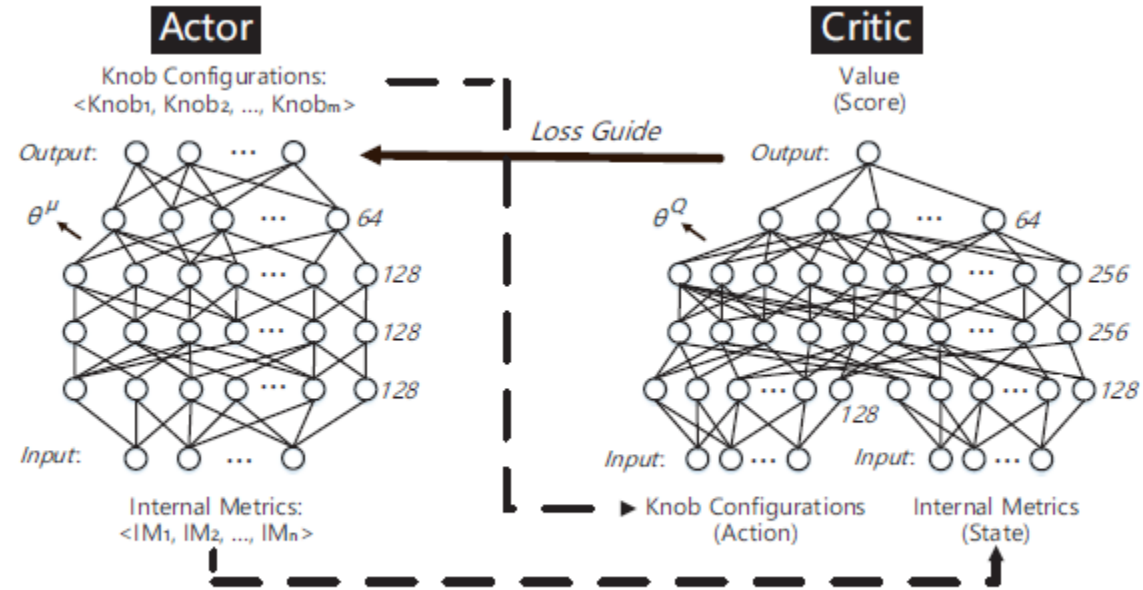 Actor
Knob Configurations:
<Knob₁, Knob₂, ..., Knobₘ>
Output:
...
θ^μ
...
64
...
128
...
128
...
128
Input:
...
Internal Metrics:
<IM₁, IM₂, ..., IMₙ>
Loss Guide
Critic
Value
(Score)
Output:
θ^Q
...
64
...
256
...
256
...
128
...
128
Input:
...
Input:
...
Knob Configurations
(Action)
Internal Metrics
(State)